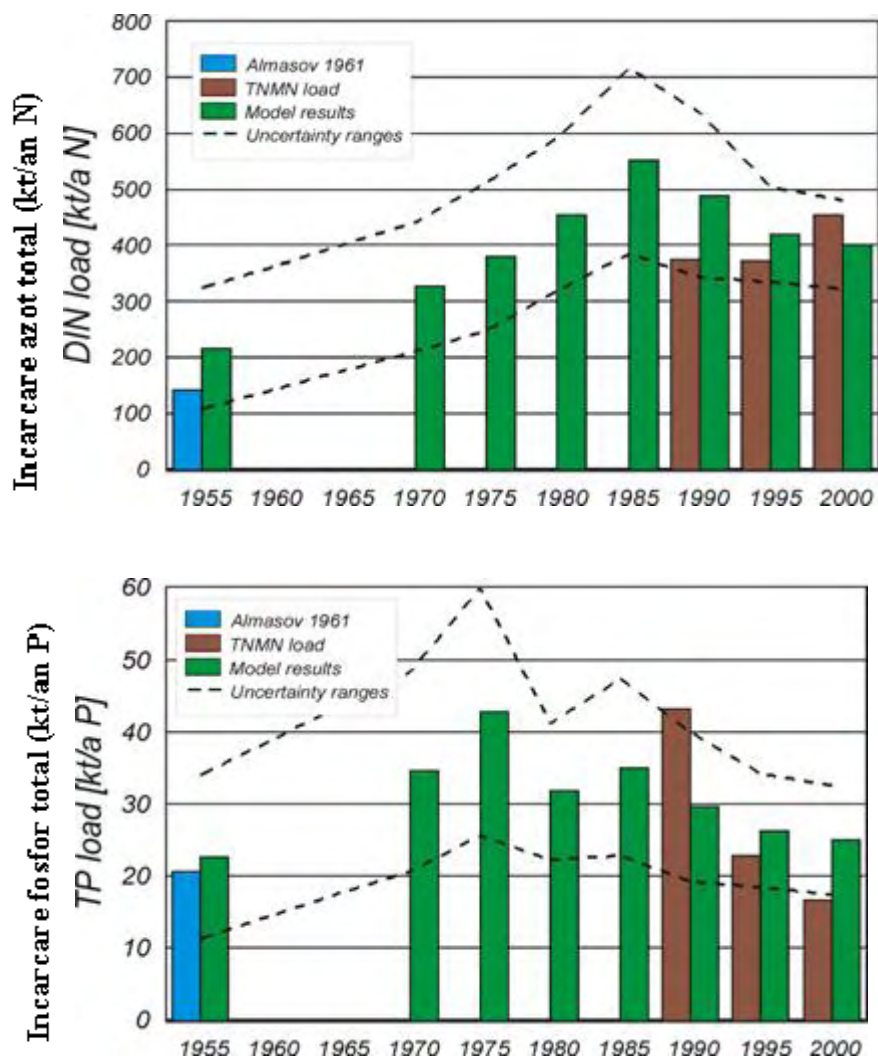 Incarcare azot total (kt/an N)
DIN load [kt/a N]
800
700
600
500
400
300
200
100
0
Almasov 1961
TNMN load
Model results
Uncertainty ranges
1955 1960 1965 1970 1975 1980 1985 1990 1995 2000
Incarcare fosfor total (kt/an P)
TP load [kt/a P]
60
50
40
30
20
10
0
Almasov 1961
TNMN load
Model results
Uncertainty ranges
1955 1960 1965 1970 1975 1980 1985 1990 1995 2000